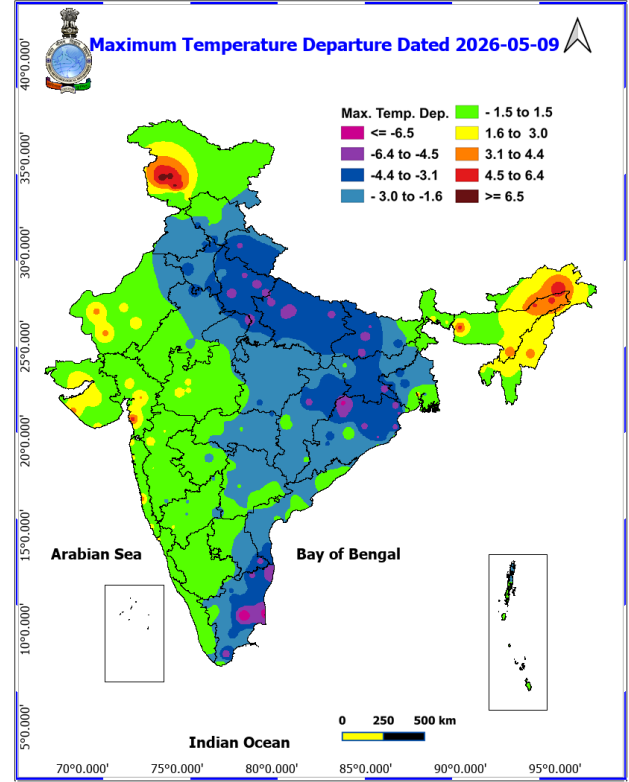 Maximum Temperature Departure Dated 2026-05-09
Max. Temp. Dep.
<= -6.5
-6.4 to -4.5
-4.4 to -3.1
- 3.0 to -1.6
- 1.5 to 1.5
1.6 to 3.0
3.1 to 4.4
4.5 to 6.4
>= 6.5
40°0.000'
35°0.000'
30°0.000'
25°0.000'
20°0.000'
15°0.000'
10°0.000'
5°0.000'
Arabian Sea
Bay of Bengal
Indian Ocean
0 250 500 km
70°0.000' 75°0.000' 80°0.000' 85°0.000' 90°0.000' 95°0.000'